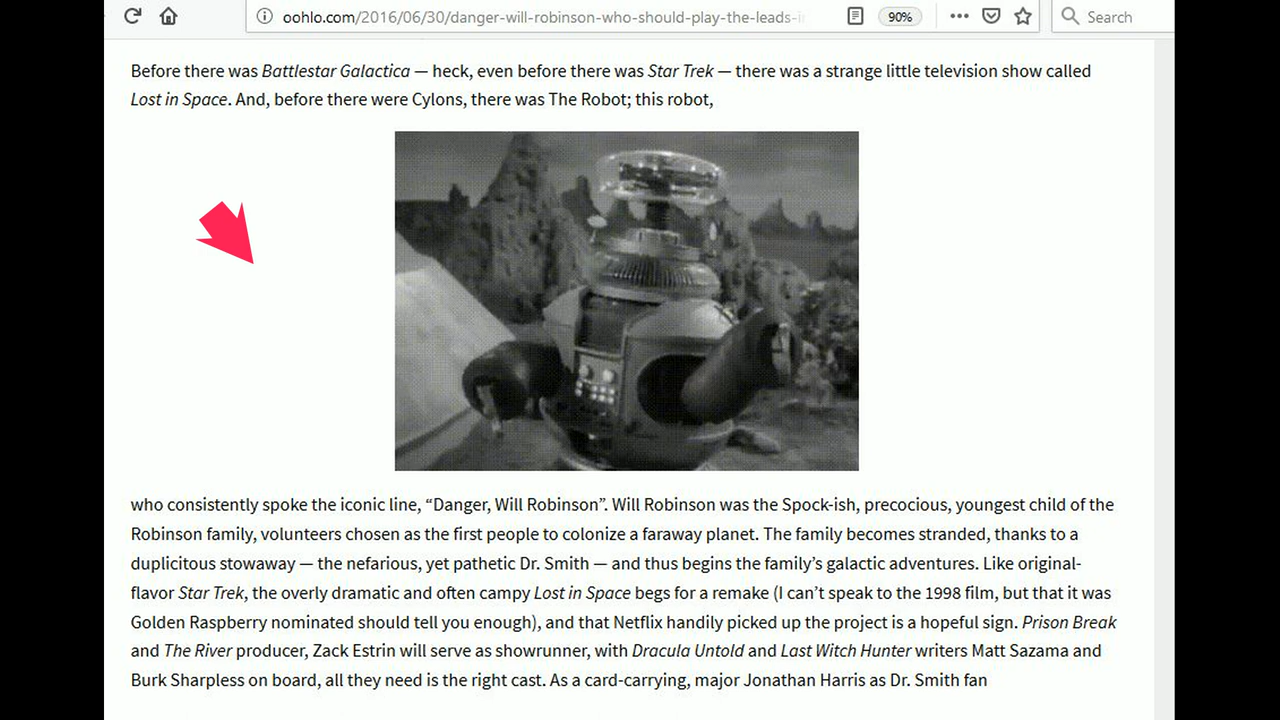 oohlo.com/2016/06/30/danger-will-robinson-who-should-play-the-leads-i
90%
Search
Before there was Battlestar Galactica — heck, even before there was Star Trek — there was a strange little television show called
Lost in Space. And, before there were Cylons, there was The Robot; this robot,
who consistently spoke the iconic line, “Danger, Will Robinson”. Will Robinson was the Spock-ish, precocious, youngest child of the
Robinson family, volunteers chosen as the first people to colonize a faraway planet. The family becomes stranded, thanks to a
duplicitous stowaway — the nefarious, yet pathetic Dr. Smith — and thus begins the family’s galactic adventures. Like original-
flavor Star Trek, the overly dramatic and often campy Lost in Space begs for a remake (I can’t speak to the 1998 film, but that it was
Golden Raspberry nominated should tell you enough), and that Netflix handily picked up the project is a hopeful sign. Prison Break
and The River producer, Zack Estrin will serve as showrunner, with Dracula Untold and Last Witch Hunter writers Matt Sazama and
Burk Sharpless on board, all they need is the right cast. As a card-carrying, major Jonathan Harris as Dr. Smith fan